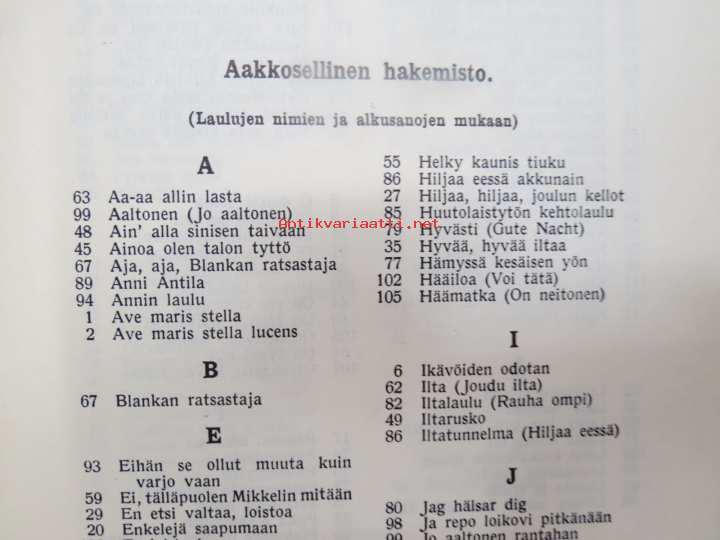 Aakkosellinen hakemisto.
(Laulujen nimien ja alkusanojen mukaan)
A
63 Aa-aa allin lasta
99 Aaltonen (Jo aaltonen)
48 Ain' alla sinisen taivaan
45 Ainoa olen talon tyttö
67 Aja, aja, Blankan ratsastaja
89 Anni Antila
94 Annin laulu
1 Ave maris stella
2 Ave maris stella lucens
B
67 Blankan ratsastaja
E
93 Eihän se ollut muuta kuin
varjo vaan
59 Ei, tälläpuolen Mikkelin mitään
29 En etsi valtaa, loistoa
20 Enkelejä saapumaan
55 Helky kaunis tiuku
86 Hiljaa eessä akkunain
27 Hiljaa, hiljaa, joulun kellot
85 Huutolaistytön kehtolaulu
79 Hyvästi (Gute Nacht)
35 Hyvää, hyvää iltaa
77 Hämyssä kesäisen yön
102 Hääiloa (Voi tätä)
105 Häämatka (On neitonen)
I
6 Ikävöiden odotan
62 Ilta (Joudu ilta)
82 Iltalaulu (Rauha ompi)
49 Iltarusko
86 Iltatunnelma (Hiljaa eessä)
J
80 Jag hälsar dig
98 Ja repo loikovi pitkänään
99 Jo aaltonen rantahan
Antikvariaatit.net